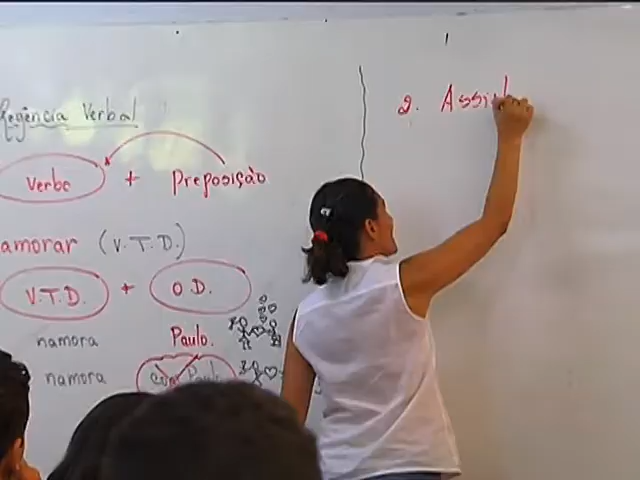 Regência Verbal
Verbo + Preposição
namorar (V.T.D.)
V.T.D. + O.D.
namora Paulo.
namora com Paulo
2. Assist